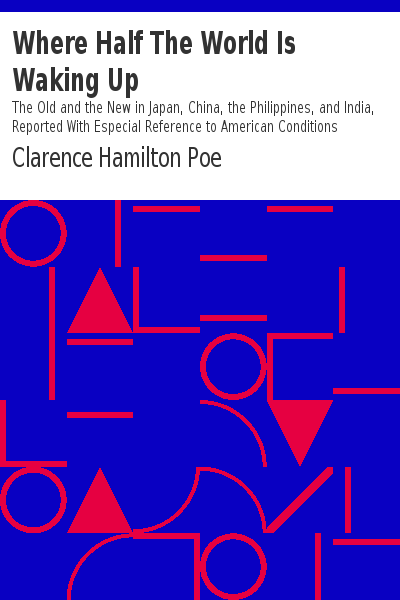 Where Half The World Is
Waking Up
The Old and the New in Japan, China, the Philippines, and India,
Reported With Especial Reference to American Conditions
Clarence Hamilton Poe